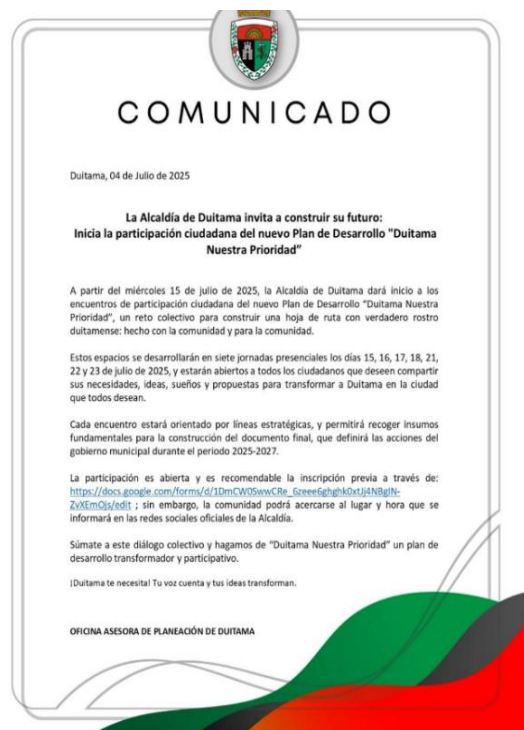 COMUNICADO
Duitama, 04 de Julio de 2025
La Alcaldía de Duitama invita a construir su futuro:
Inicia la participación ciudadana del nuevo Plan de Desarrollo "Duitama
Nuestra Prioridad"
A partir del miércoles 15 de julio de 2025, la Alcaldía de Duitama dará inicio a los
encuentros de participación ciudadana del nuevo Plan de Desarrollo "Duitama Nuestra
Prioridad", un reto colectivo para construir una hoja de ruta con verdadero rostro
duitamense: hecho con la comunidad y para la comunidad.
Estos espacios se desarrollarán en siete jornadas presenciales los días 15, 16, 17, 18, 21,
22 y 23 de julio de 2025, y estarán abiertos a todos los ciudadanos que deseen compartir
sus necesidades, ideas, sueños y propuestas para transformar a Duitama en la ciudad
que todos desean.
Cada encuentro estará orientado por líneas estratégicas, y permitirá recoger insumos
fundamentales para la construcción del documento final, que definirá las acciones del
gobierno municipal durante el periodo 2025-2027.
La participación es abierta y es recomendable la inscripción previa a través de:
https://docs.google.com/forms/d/1DmCW0SwwCRe_6zeee6ghghk0xtJj4NBgIN-
ZvXEmOjs/edit ; sin embargo, la comunidad podrá acercarse al lugar y hora que se
informará en las redes sociales oficiales de la Alcaldía.
Súmate a este diálogo colectivo y hagamos de "Duitama Nuestra Prioridad" un plan de
desarrollo transformador y participativo.
¡Duitama te necesita! Tu voz cuenta y tus ideas transforman.
OFICINA ASESORA DE PLANEACIÓN DE DUITAMA